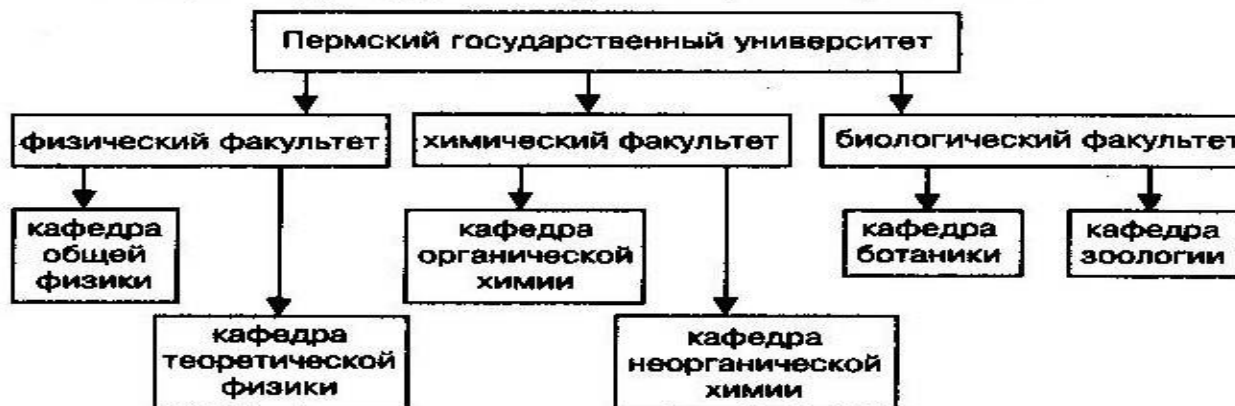 Пермский государственный университет
физический факультет
химический факультет
биологический факультет
кафедра
общей
физики
кафедра
органической
химии
кафедра
ботаники
кафедра
зоологии
кафедра
теоретической
физики
кафедра
неорганической
химии